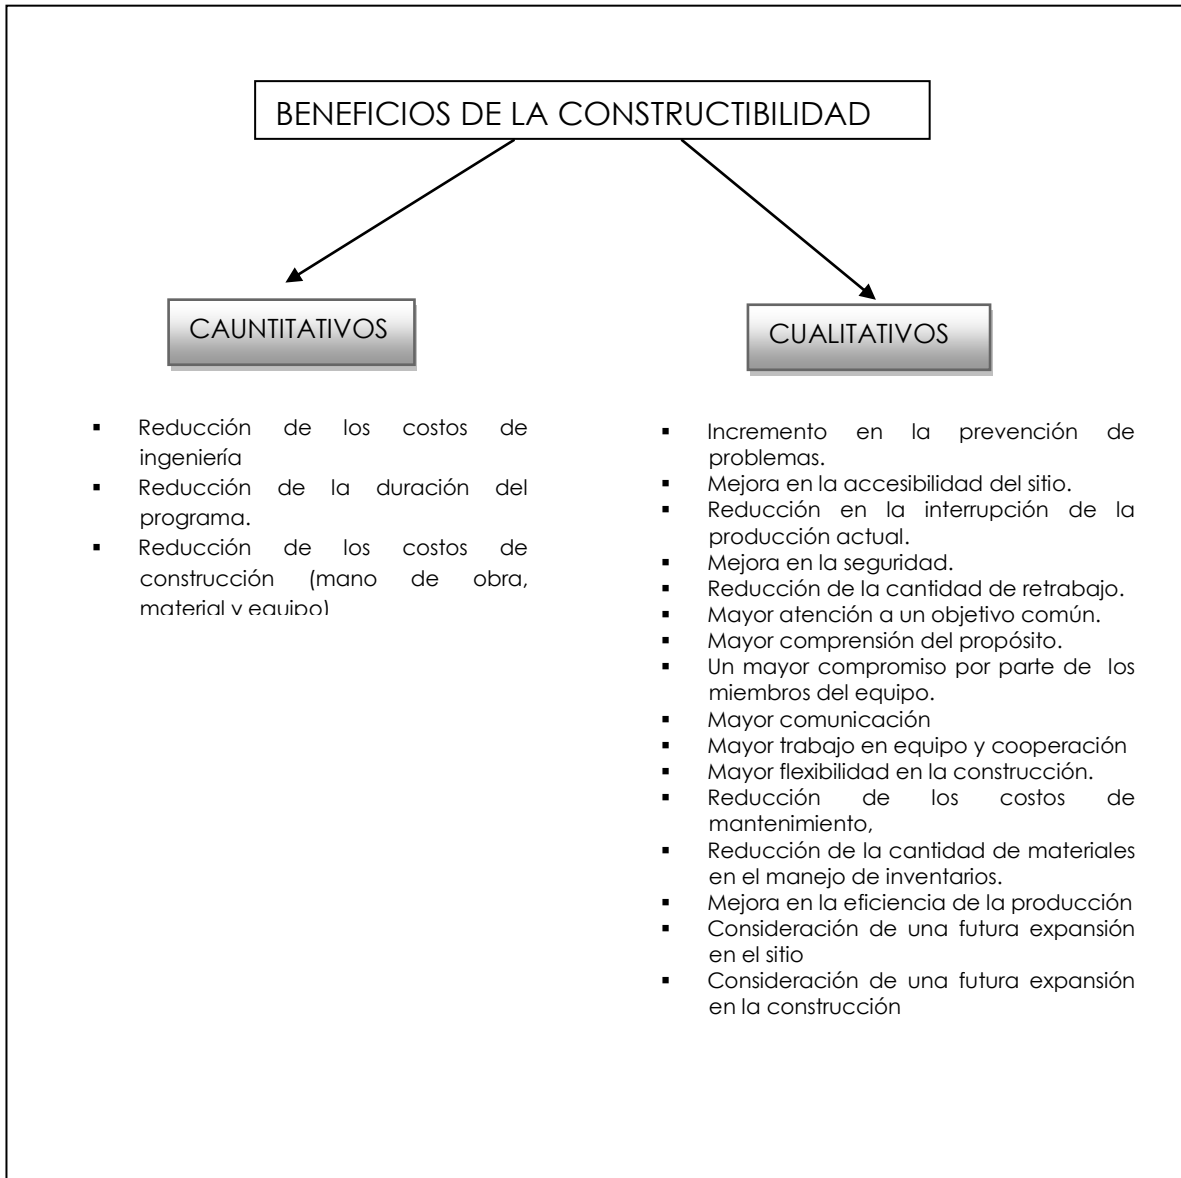 BENEFICIOS DE LA CONSTRUCTIBILIDAD
CAUNTITATIVOS
▪ Reducción de los costos de
ingeniería
▪ Reducción de la duración del
programa.
▪ Reducción de los costos de
construcción (mano de obra,
material y equipo)
CUALITATIVOS
▪ Incremento en la prevención de
problemas.
▪ Mejora en la accesibilidad del sitio.
▪ Reducción en la interrupción de la
producción actual.
▪ Mejora en la seguridad.
▪ Reducción de la cantidad de retrabajo.
▪ Mayor atención a un objetivo común.
▪ Mayor comprensión del propósito.
▪ Un mayor compromiso por parte de los
miembros del equipo.
▪ Mayor comunicación
▪ Mayor trabajo en equipo y cooperación
▪ Mayor flexibilidad en la construcción.
▪ Reducción de los costos de
mantenimiento,
▪ Reducción de la cantidad de materiales
en el manejo de inventarios.
▪ Mejora en la eficiencia de la producción
▪ Consideración de una futura expansión
en el sitio
▪ Consideración de una futura expansión
en la construcción